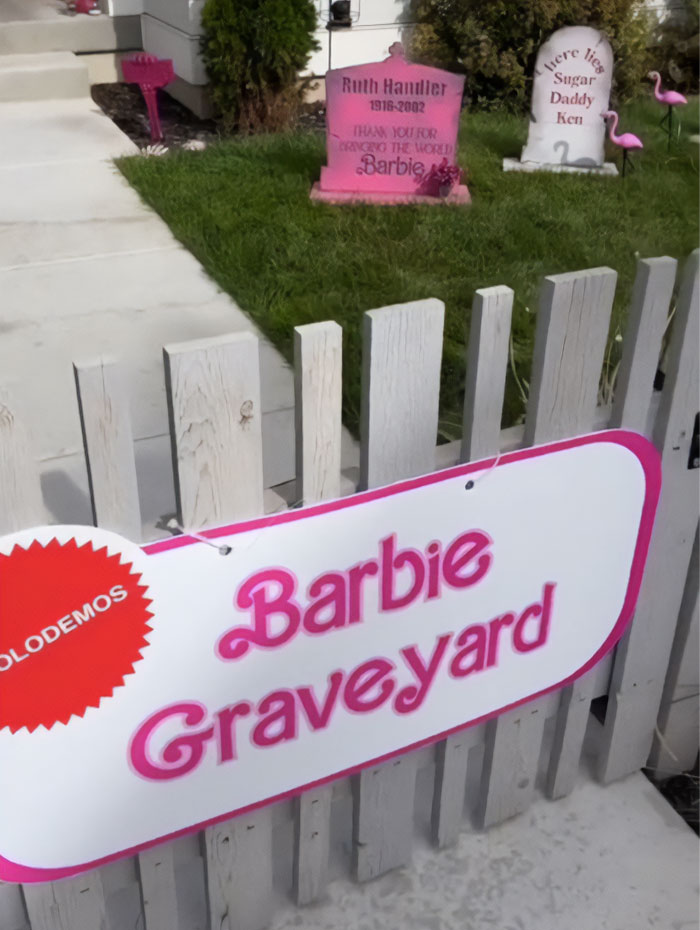 Ruth Handler
1916-2002
THANK YOU FOR
BRINGING THE WORLD
Barbie
here lies
Sugar
Daddy
Ken
OLODEMOS
Barbie
Graveyard